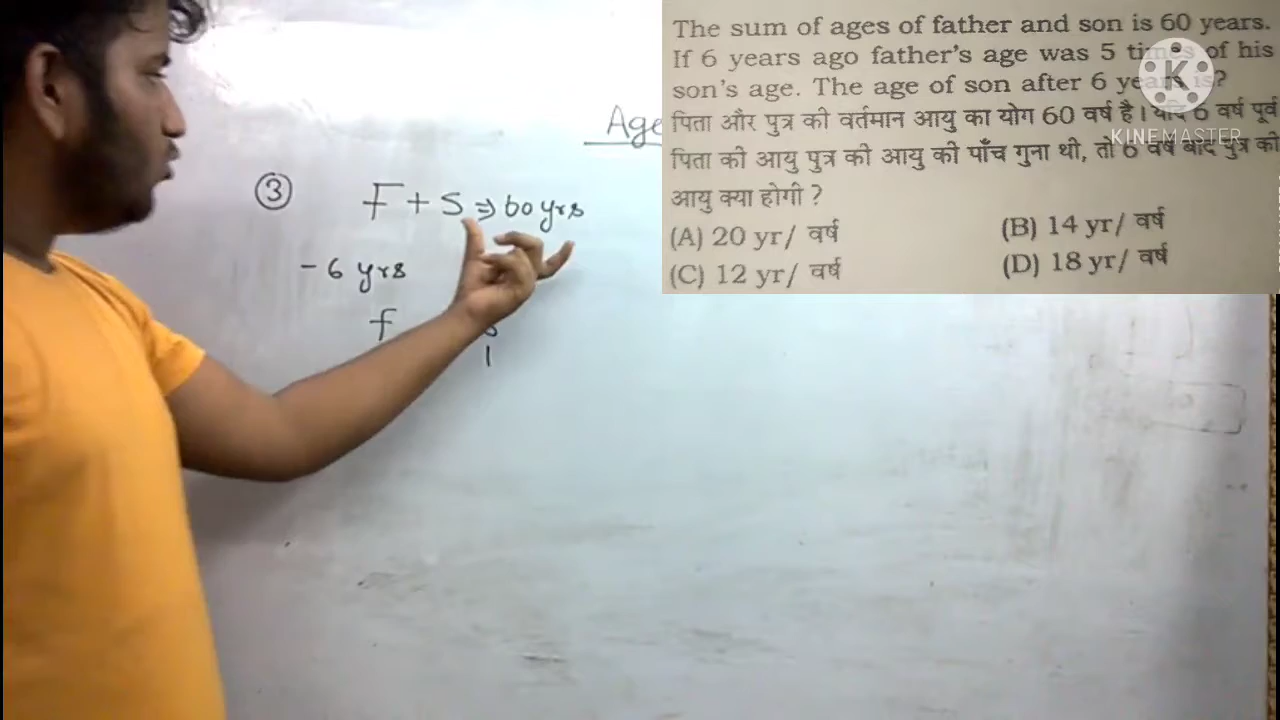 The sum of ages of father and son is 60 years.
If 6 years ago father's age was 5 times of his
son's age. The age of son after 6 years is?
पिता और पुत्र की वर्तमान आयु का योग 60 वर्ष है। यदि 6 वर्ष पूर्व
पिता की आयु पुत्र की आयु की पाँच गुना थी, तो 6 वर्ष बाद पुत्र की
आयु क्या होगी ?
(A) 20 yr/ वर्ष (B) 14 yr/ वर्ष
(C) 12 yr/ वर्ष (D) 18 yr/ वर्ष
K
KINEMASTER
Age
③ F + S ⇒ 60 yrs
- 6 yrs
f
1